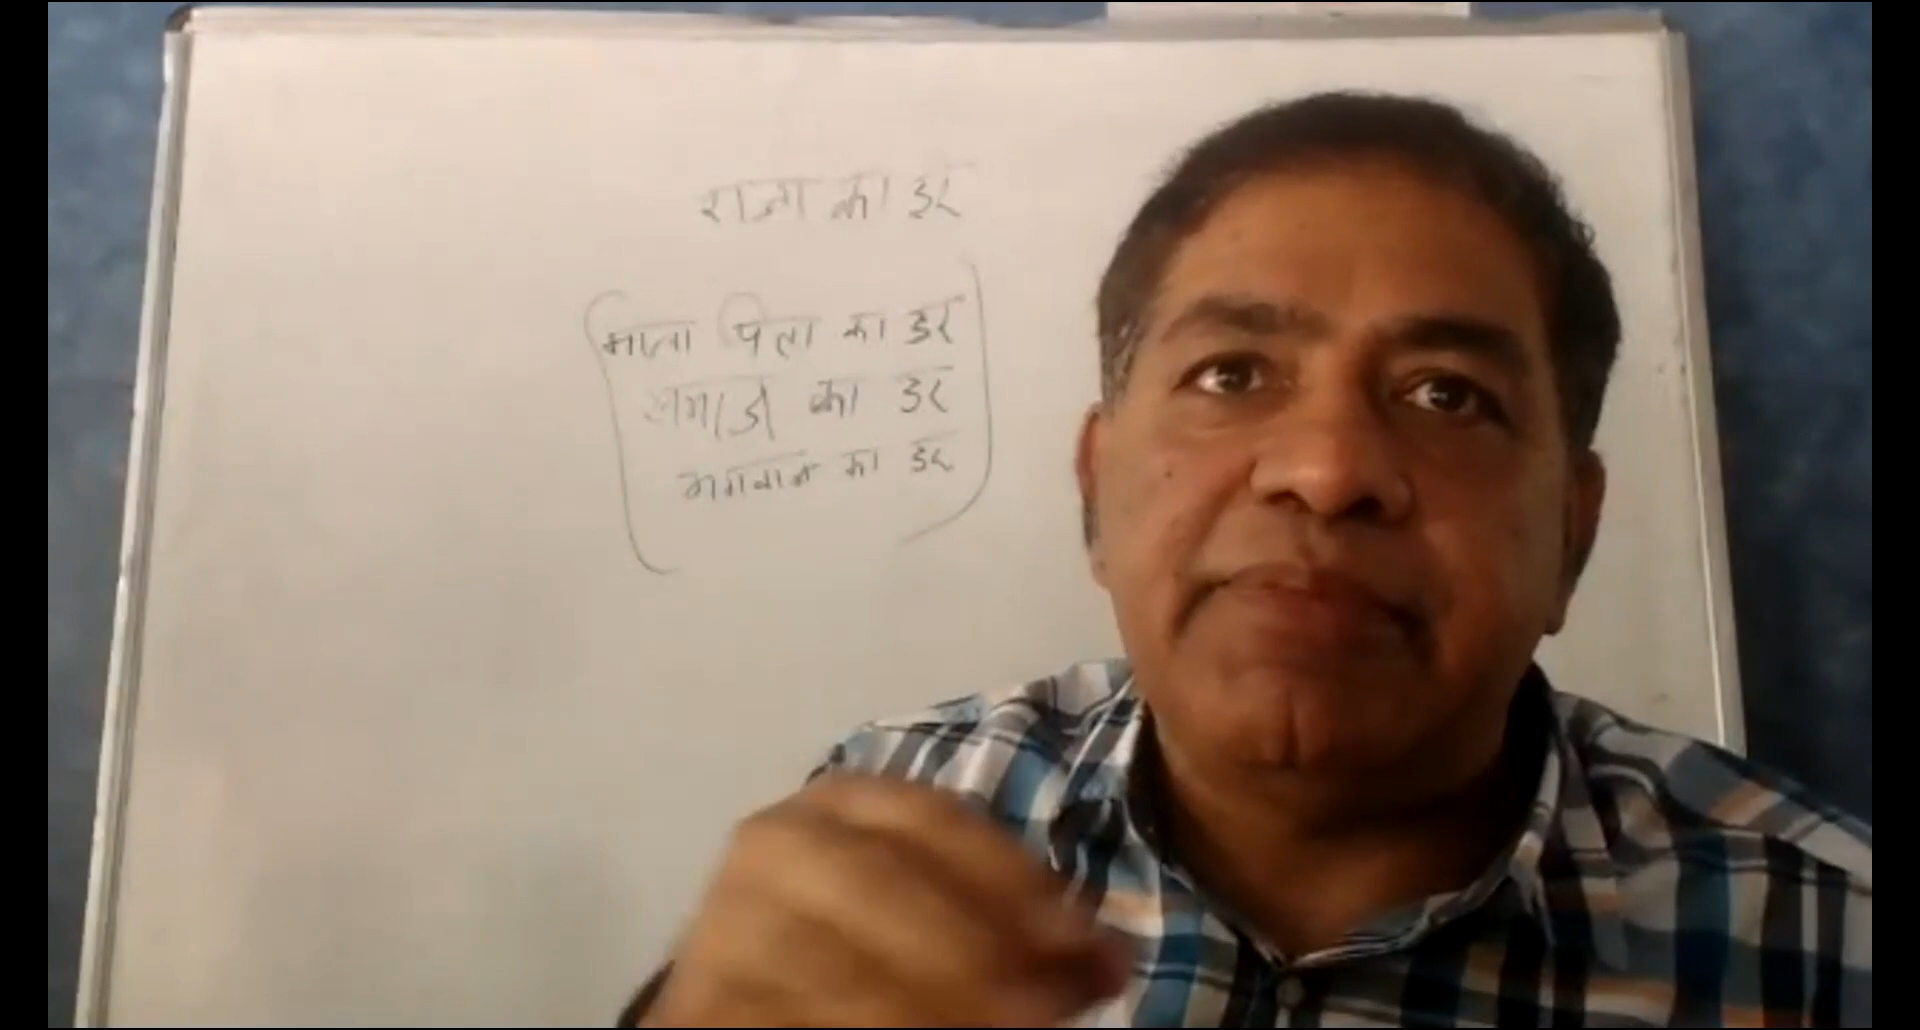 राजा का डर
माता पिता का डर
समाज का डर
भगवान का डर